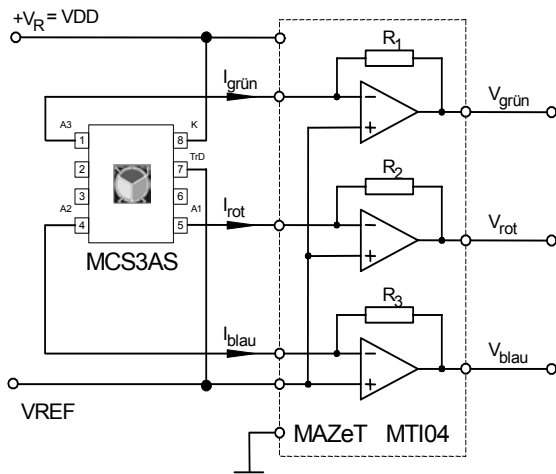 +VR = VDD
R1
Igrün
Vgrün
A3
K
1
8
TrD
2
7
3
6
A2
A1
4
5
MCS3AS
Irot
R2
Vrot
R3
Iblau
Vblau
VREF
MAZeT MTI04